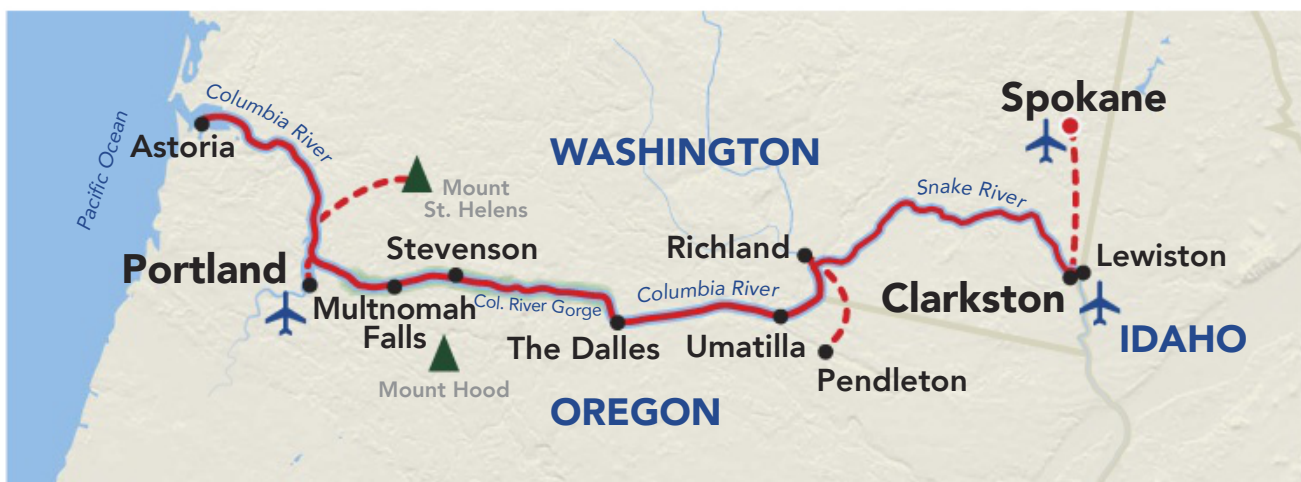 Spokane
Columbia River
Astoria
WASHINGTON
Pacific Ocean
Mount
St. Helens
Snake River
Stevenson
Richland
Lewiston
Portland
Columbia River
Clarkston
Multnomah
Falls
Col. River Gorge
The Dalles
Umatilla
IDAHO
Mount Hood
Pendleton
OREGON